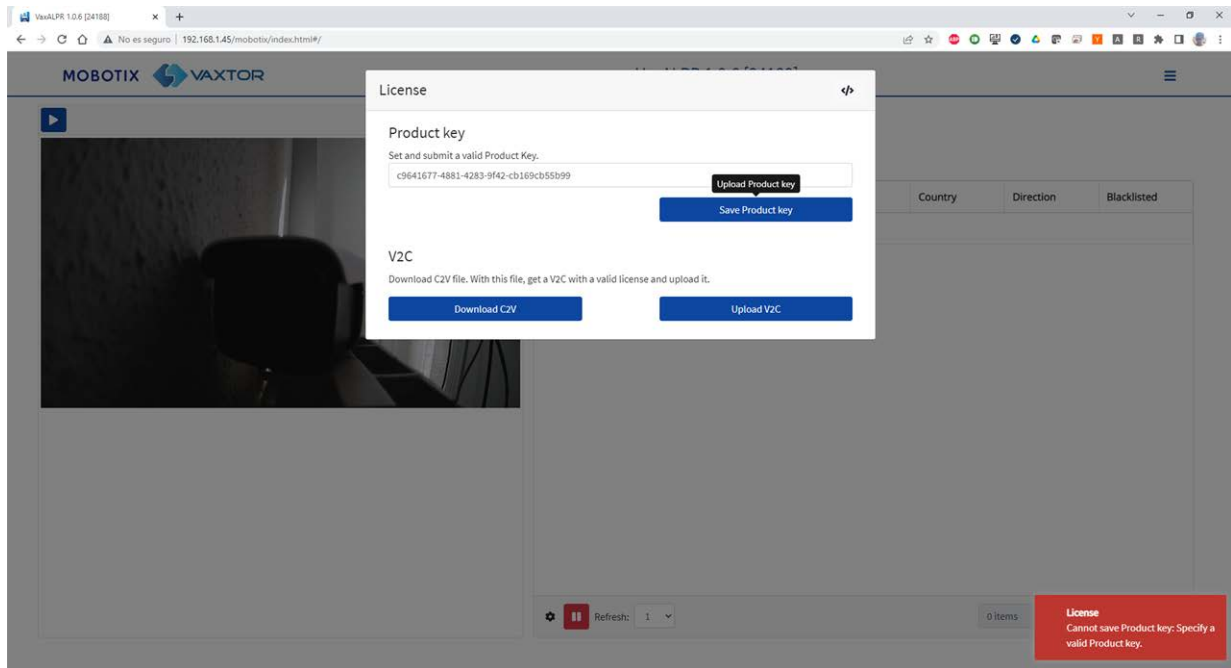 VaxALPR 1.0.6 [24188]
No es seguro | 192.168.1.45/mobotix/index.html#/
MOBOTIX VAXTOR
License
Product key
Set and submit a valid Product Key.
c9641677-4881-4283-9f42-cb169cb55b99
Upload Product key
Save Product key
Country Direction Blacklisted
V2C
Download C2V file. With this file, get a V2C with a valid license and upload it.
Download C2V Upload V2C
Refresh: 1
0 items
License
Cannot save Product key: Specify a
valid Product key.